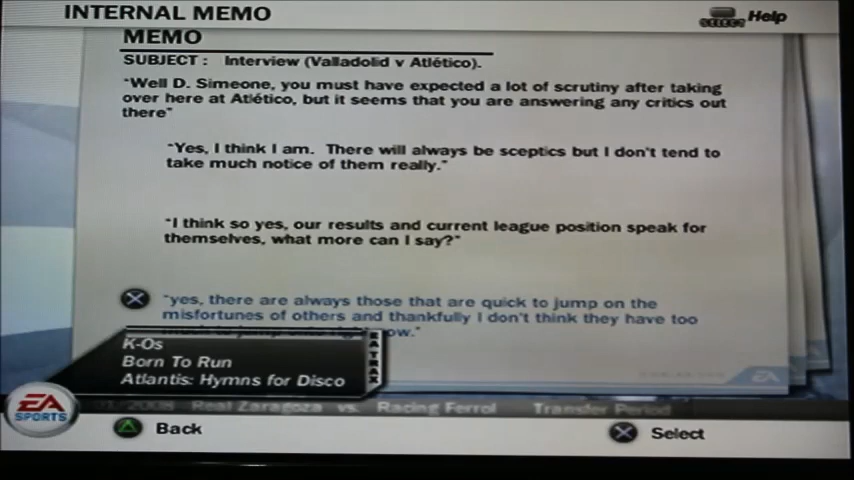 INTERNAL MEMO
SELECT Help
MEMO
SUBJECT : Interview (Valladolid v Atlético).
"Well D. Simeone, you must have expected a lot of scrutiny after taking
over here at Atlético, but it seems that you are answering any critics out
there"
"Yes, I think I am. There will always be sceptics but I don't tend to
take much notice of them really."
"I think so yes, our results and current league position speak for
themselves, what more can I say?"
"yes, there are always those that are quick to jump on the
misfortunes of others and thankfully I don't think they have too
K-Os
Born To Run
Atlantis: Hymns for Disco
EA TRAX
EA
SPORTS
Real Zaragoza vs. Racing Ferrol Transfer Period
Back
Select